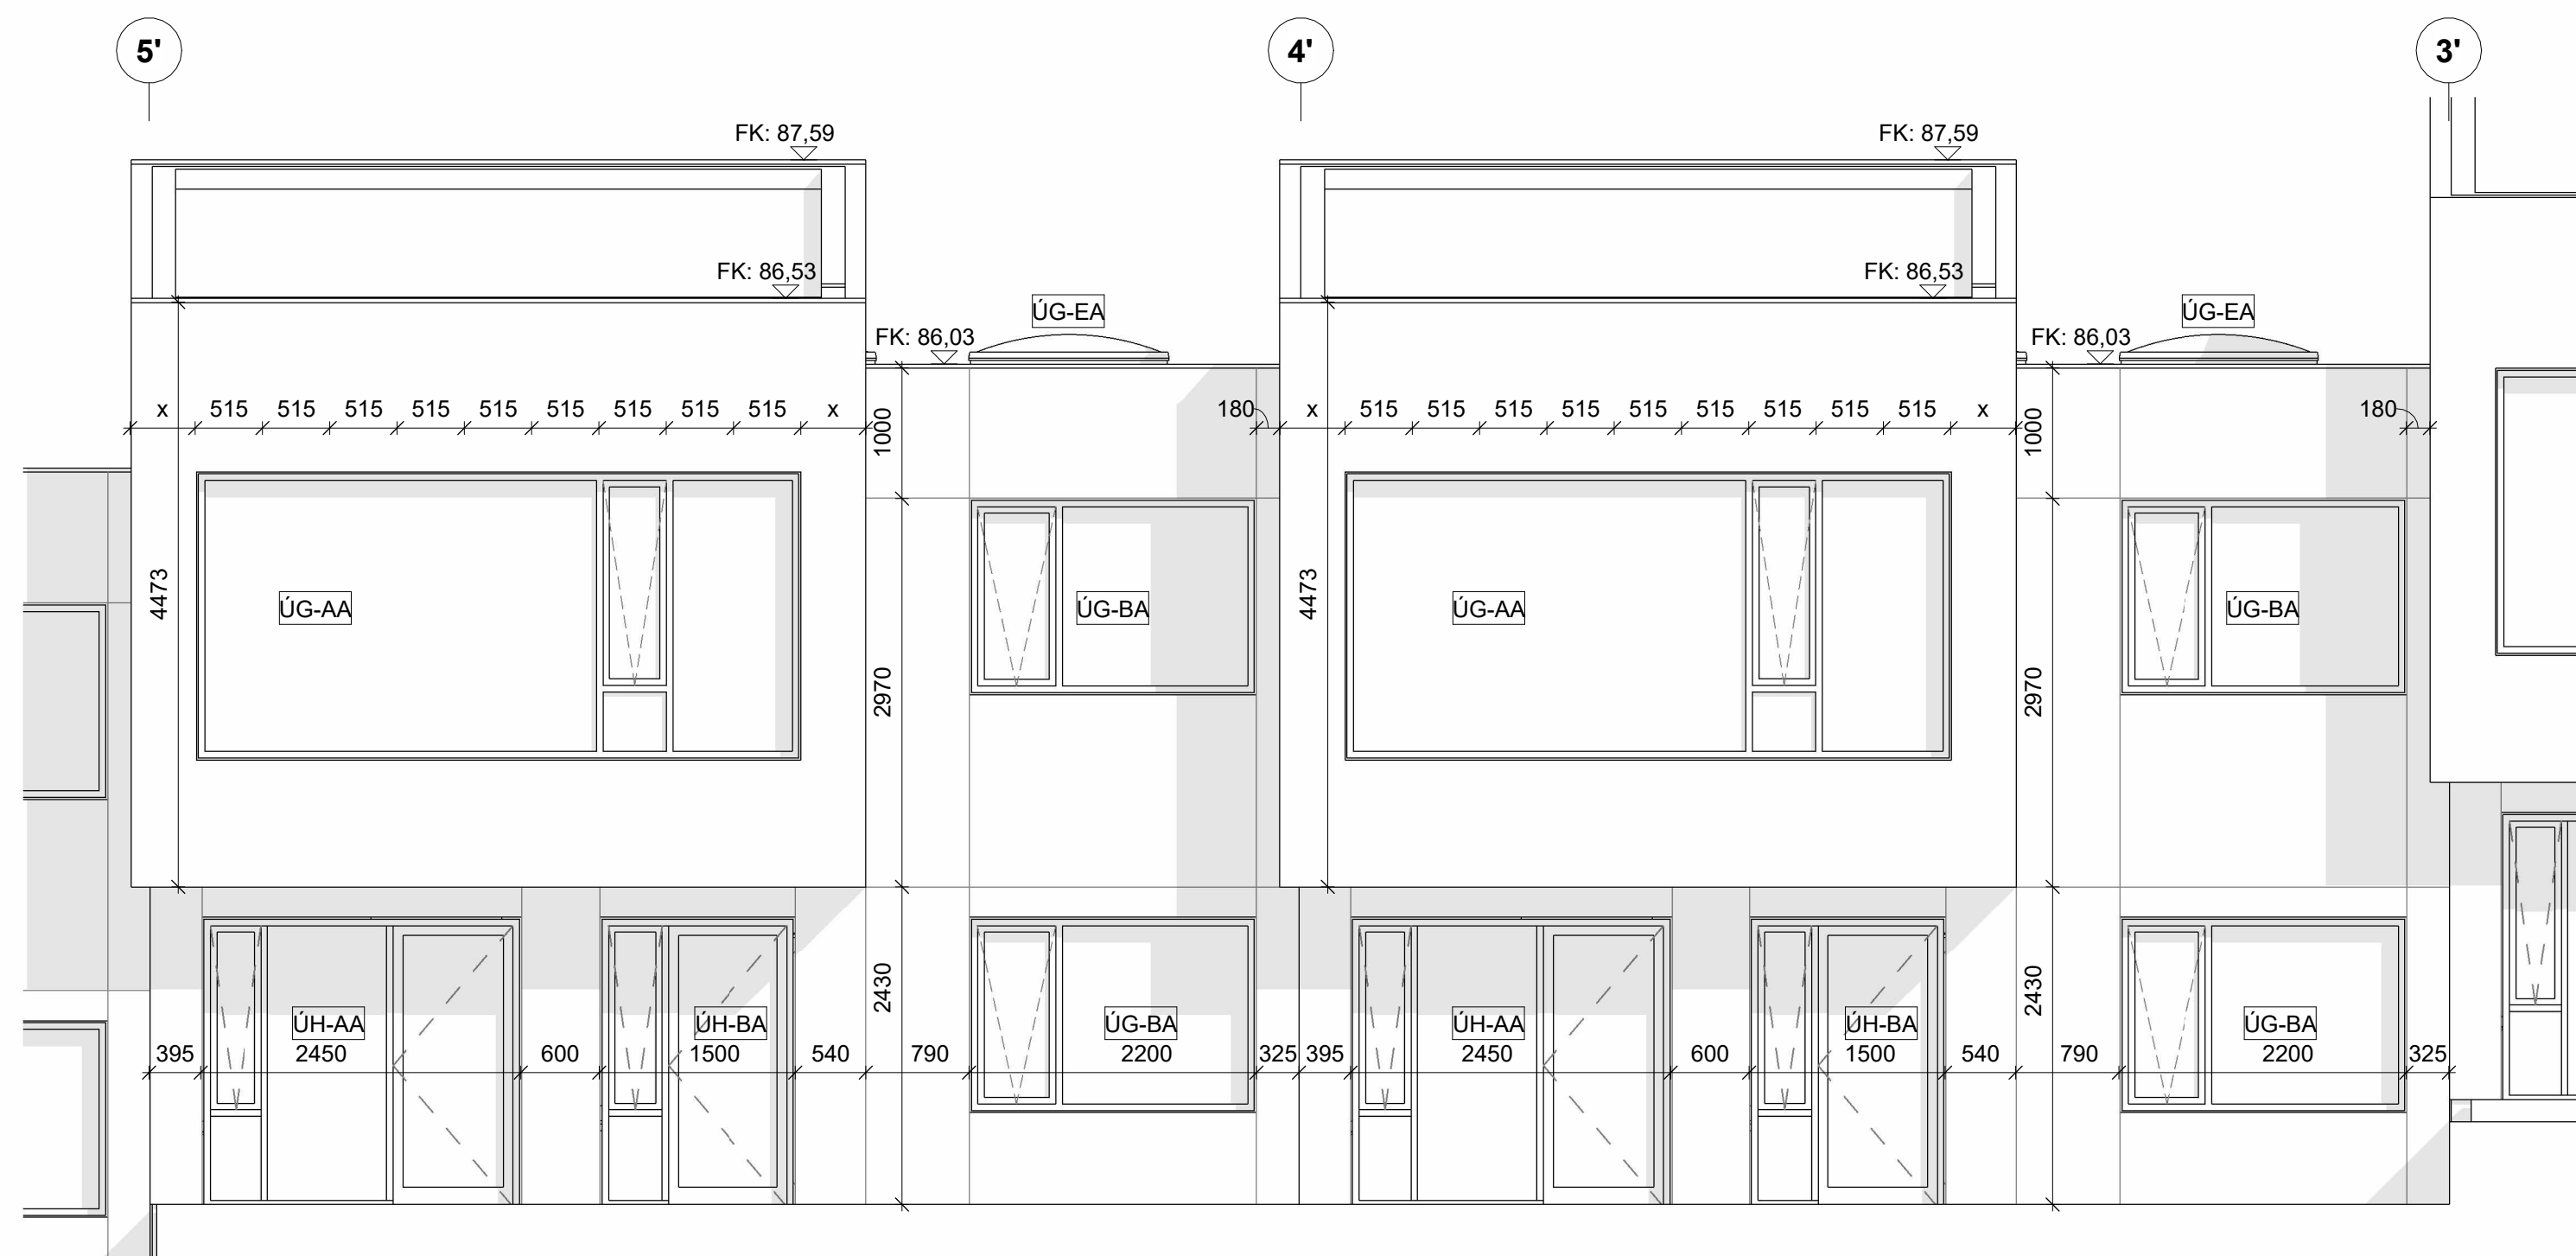 5' 4' 3'
FK: 87,59 FK: 87,59
FK: 86,53 FK: 86,53
ÚG-EA ÚG-EA
FK: 86,03 FK: 86,03
x 515 515 515 515 515 515 515 515 515 x 180 x 515 515 515 515 515 515 515 515 515 x 180
1000 1000
4473 ÚG-AA ÚG-BA 4473 ÚG-AA ÚG-BA
2970 2970
2430 2430
ÚH-AA ÚH-BA ÚG-BA ÚH-AA ÚH-BA ÚG-BA
395 2450 600 1500 540 790 2200 325 395 2450 600 1500 540 790 2200 325